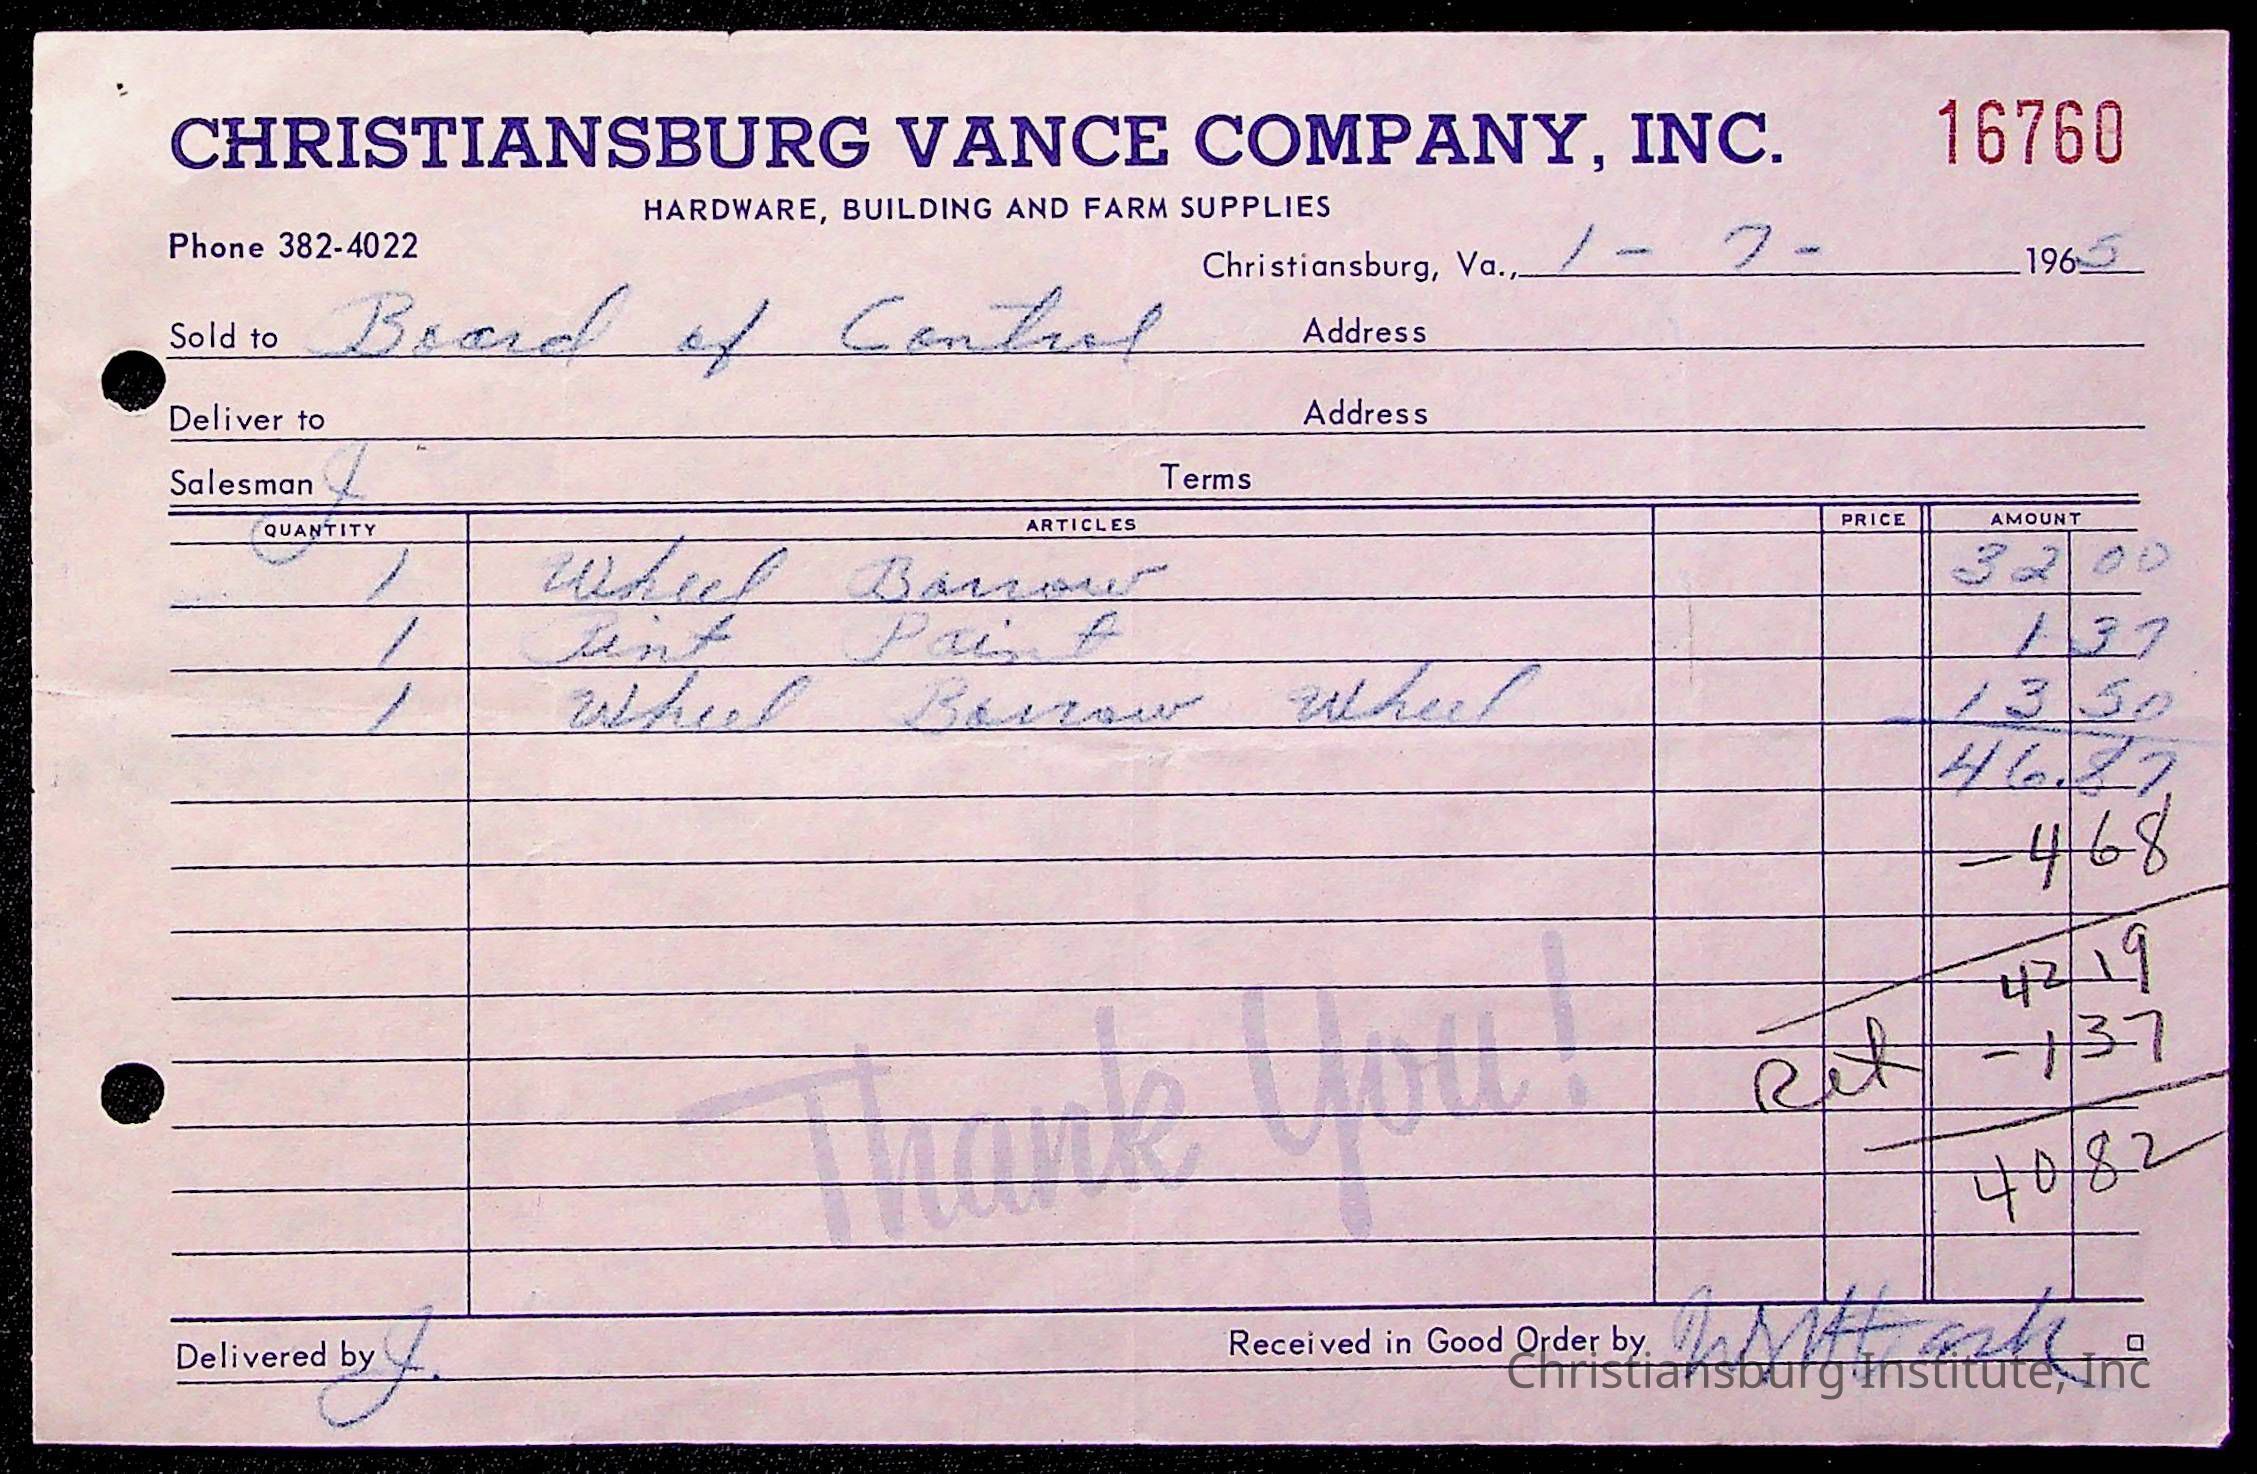 CHRISTIANSBURG VANCE COMPANY, INC. 16760
HARDWARE, BUILDING AND FARM SUPPLIES
Phone 382-4022
Christiansburg, Va., 1 - 7 - 1965
Sold to Board of Control Address
Deliver to Address
Salesman J Terms
QUANTITY ARTICLES PRICE AMOUNT
1 Wheel Barrow 32 00
1 Pint Paint 1 37
1 Wheel Barrow Wheel 13 50
46.87
- 4 68
42 19
Ret - 1 37
40 82
Thank You!
Delivered by J. Received in Good Order by
Christiansburg Institute, Inc